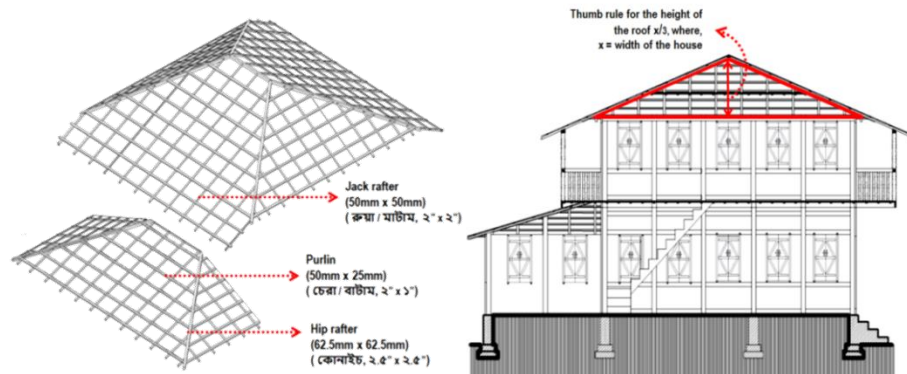 Thumb rule for the height of
the roof x/3, where,
x = width of the house
Jack rafter
(50mm x 50mm)
( রুয়া / মাটাম, ২" x ২")
Purlin
(50mm x 25mm)
( চেরা / বাটাম, ২" x ১")
Hip rafter
(62.5mm x 62.5mm)
( কোনাইচ, ২.৫" x ২.৫")